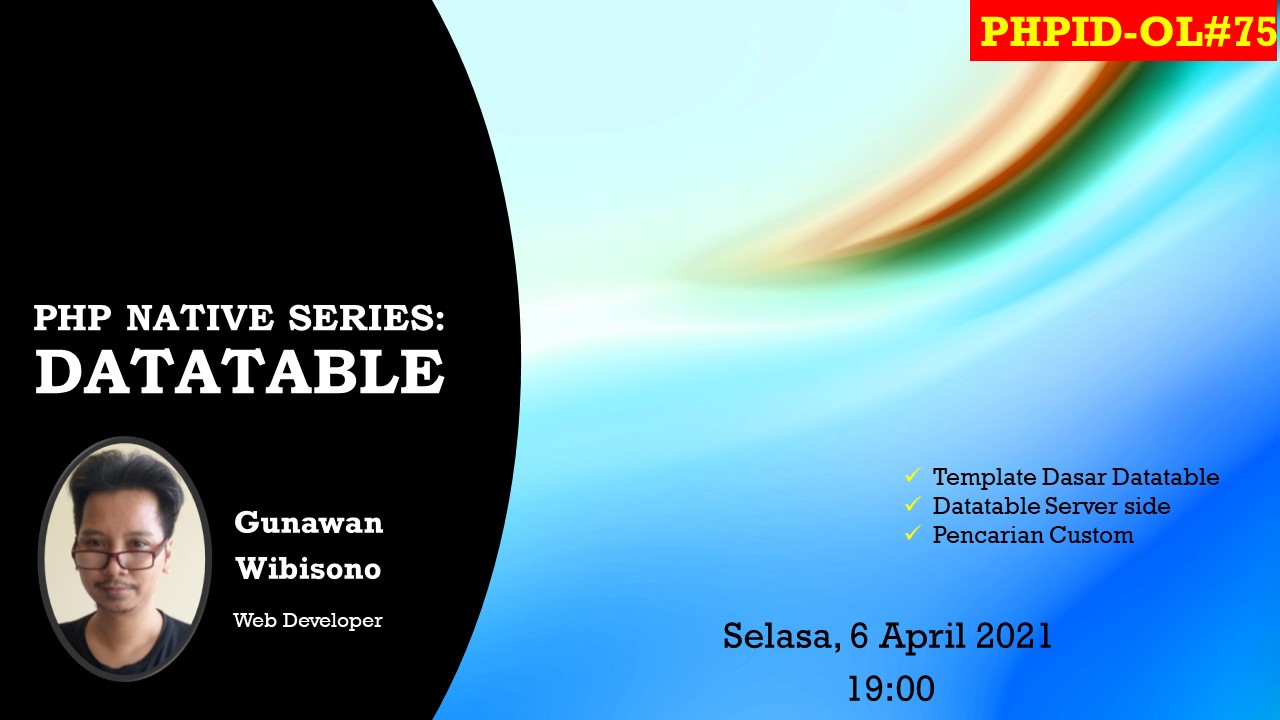 PHPID-OL#75
PHP NATIVE SERIES:
DATATABLE
Gunawan
Wibisono
Web Developer
✓ Template Dasar Datatable
✓ Datatable Server side
✓ Pencarian Custom
Selasa, 6 April 2021
19:00